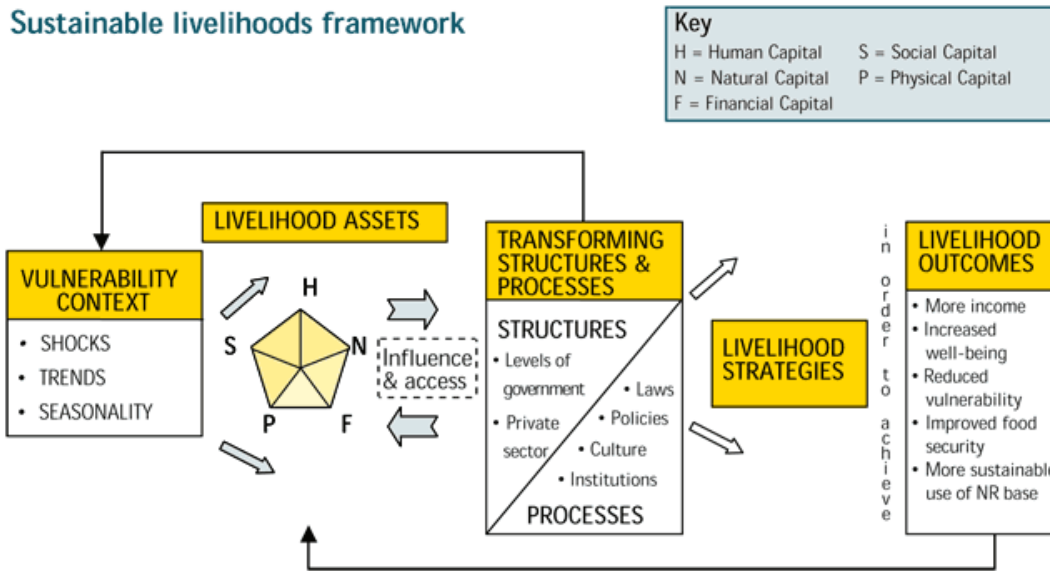 Sustainable livelihoods framework
Key
H = Human Capital S = Social Capital
N = Natural Capital P = Physical Capital
F = Financial Capital
LIVELIHOOD ASSETS
VULNERABILITY
CONTEXT
• SHOCKS
• TRENDS
• SEASONALITY
H
S
N
P
F
Influence
& access
TRANSFORMING
STRUCTURES &
PROCESSES
STRUCTURES
• Levels of
government
• Private
sector
• Laws
• Policies
• Culture
• Institutions
PROCESSES
LIVELIHOOD
STRATEGIES
in order to achieve
LIVELIHOOD
OUTCOMES
• More income
• Increased
well-being
• Reduced
vulnerability
• Improved food
security
• More sustainable
use of NR base